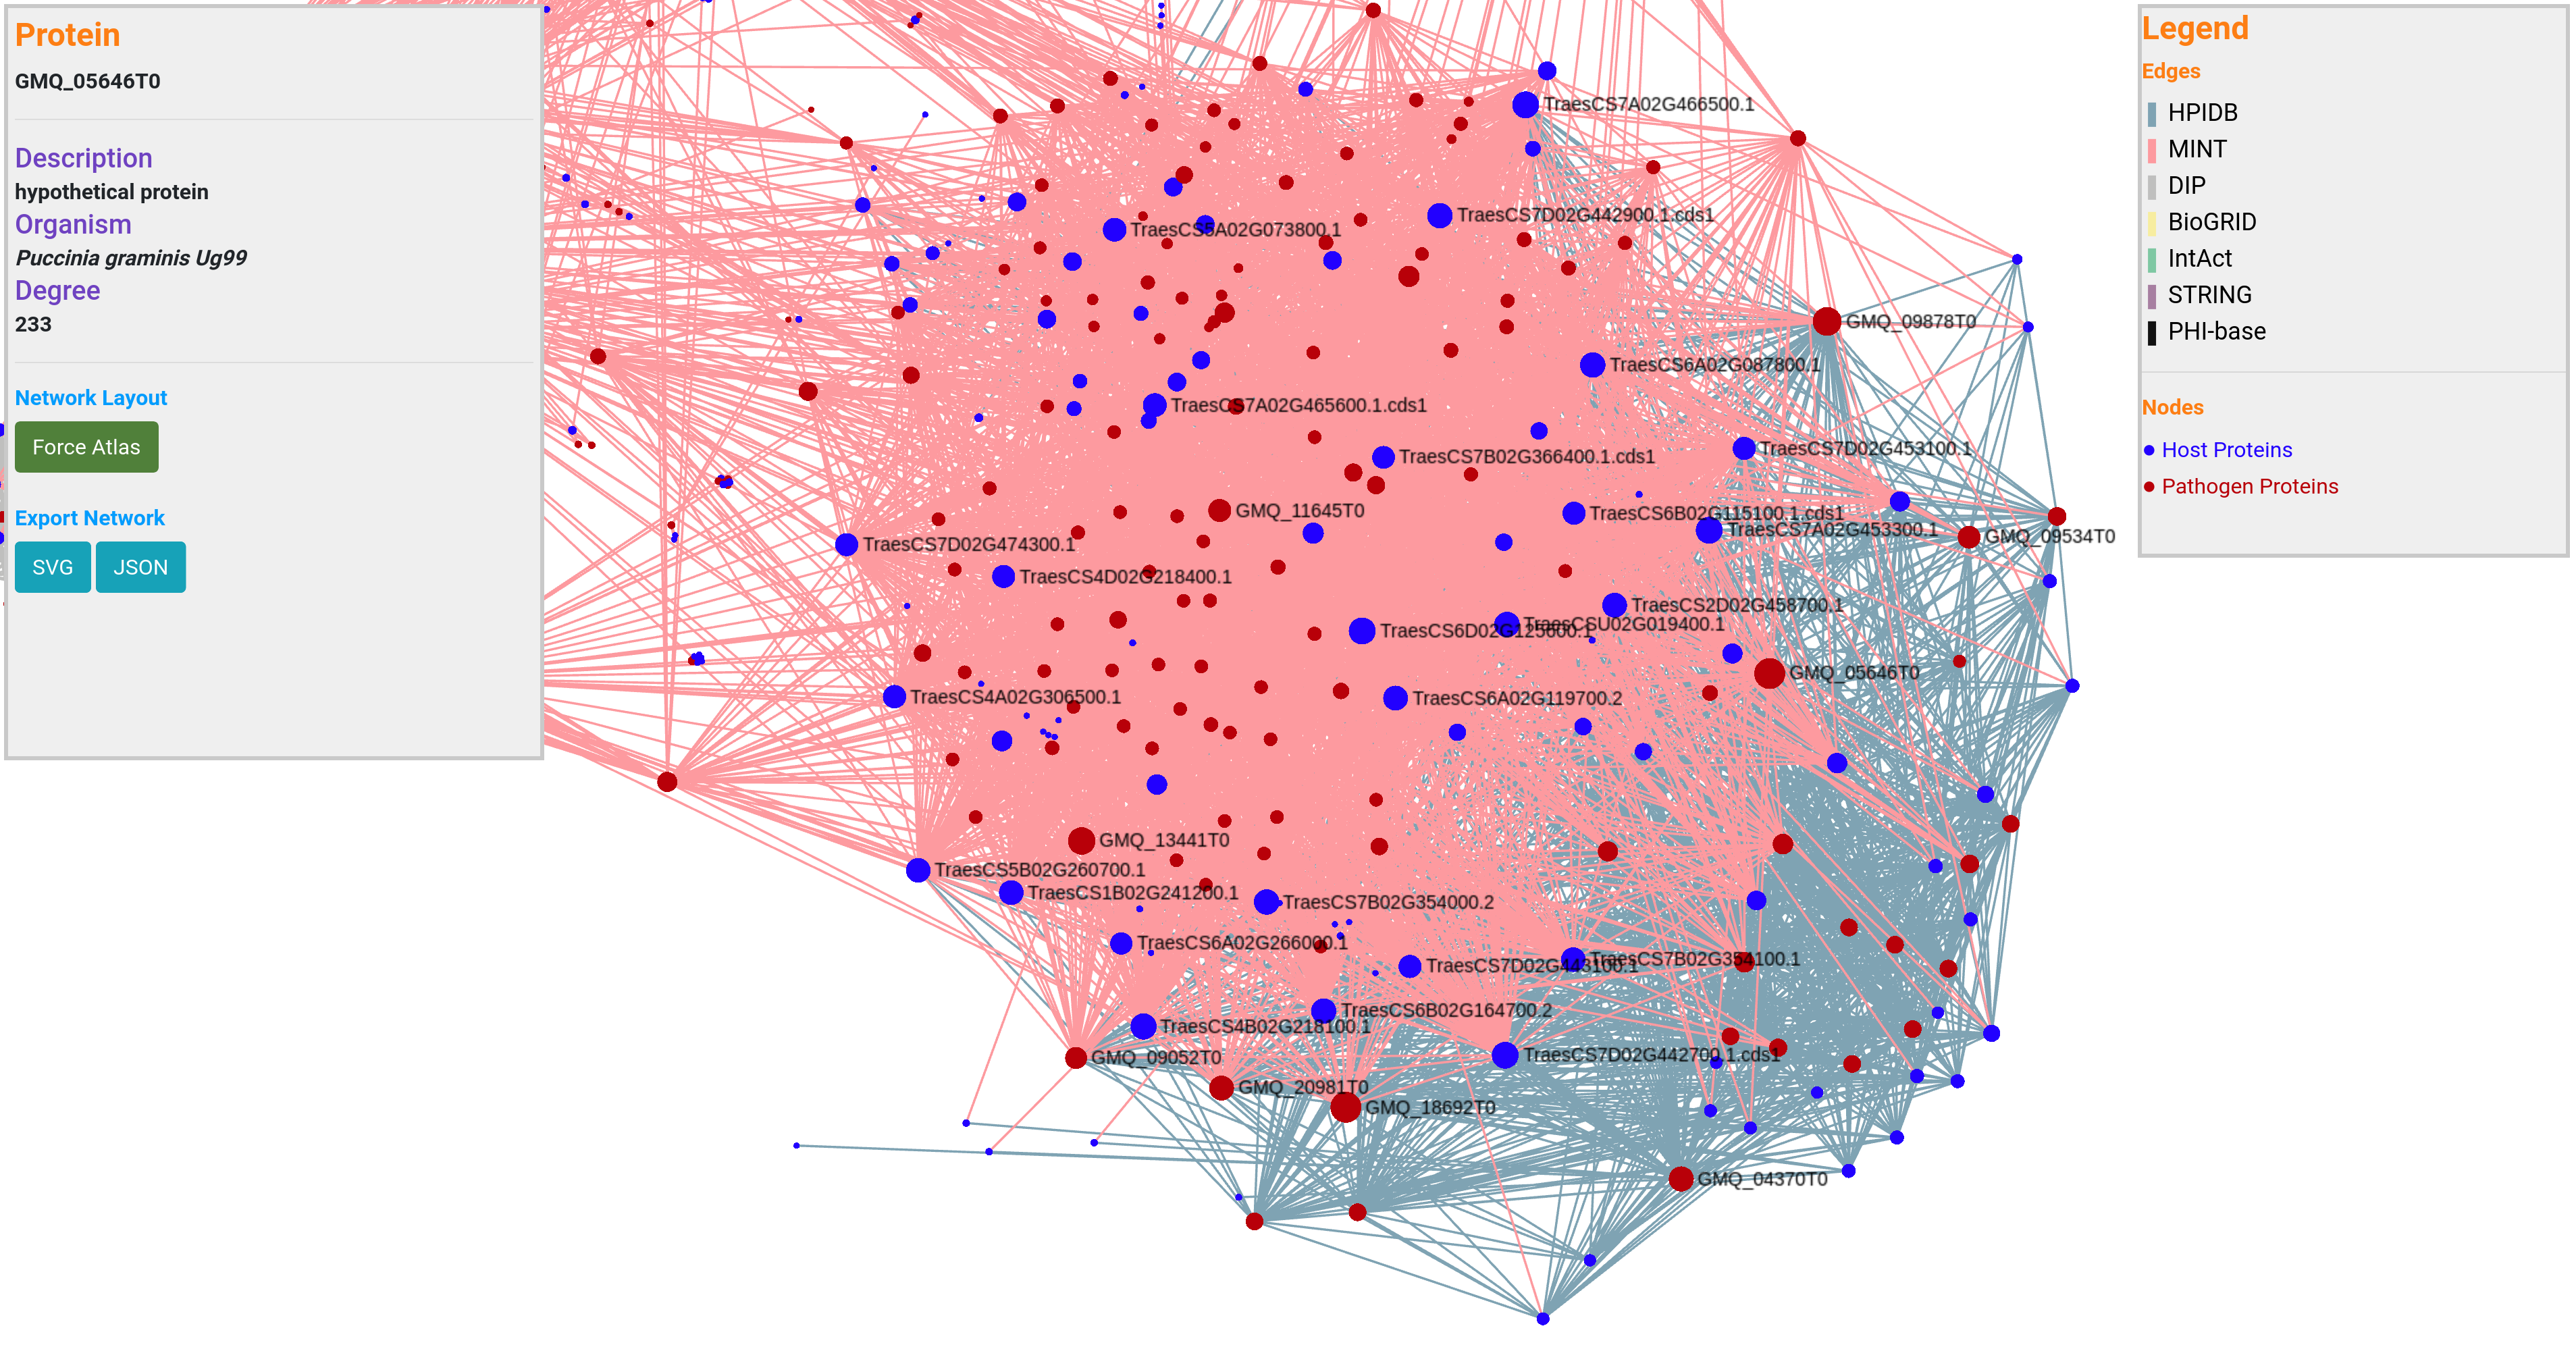 Protein
GMQ_05646T0
Description
hypothetical protein
Organism
Puccinia graminis Ug99
Degree
233
Network Layout
Force Atlas
Export Network
SVG JSON
TraesCS7A02G466500.1
TraesCS7D02G442900.1.cds1
TraesCS5A02G073800.1
GMQ_09878T0
TraesCS6A02G087800.1
TraesCS7A02G465600.1.cds1
TraesCS7D02G453100.1
TraesCS7B02G366400.1.cds1
GMQ_11645T0
TraesCS6B02G115100.1.cds1
TraesCS7A02G453300.1
GMQ_09534T0
TraesCS7D02G474300.1
TraesCS4D02G218400.1
TraesCS2D02G458700.1
TraesCSU02G019400.1
TraesCS6D02G125600.1
GMQ_05646T0
TraesCS4A02G306500.1
TraesCS6A02G119700.2
GMQ_13441T0
TraesCS5B02G260700.1
TraesCS1B02G241200.1
TraesCS7B02G354000.2
TraesCS6A02G266000.1
TraesCS7B02G354100.1
TraesCS7D02G443100.1
TraesCS6B02G164700.2
TraesCS4B02G218100.1
GMQ_09052T0
TraesCS7D02G442700.1.cds1
GMQ_20981T0
GMQ_18692T0
GMQ_04370T0
Legend
Edges
HPIDB
MINT
DIP
BioGRID
IntAct
STRING
PHI-base
Nodes
Host Proteins
Pathogen Proteins